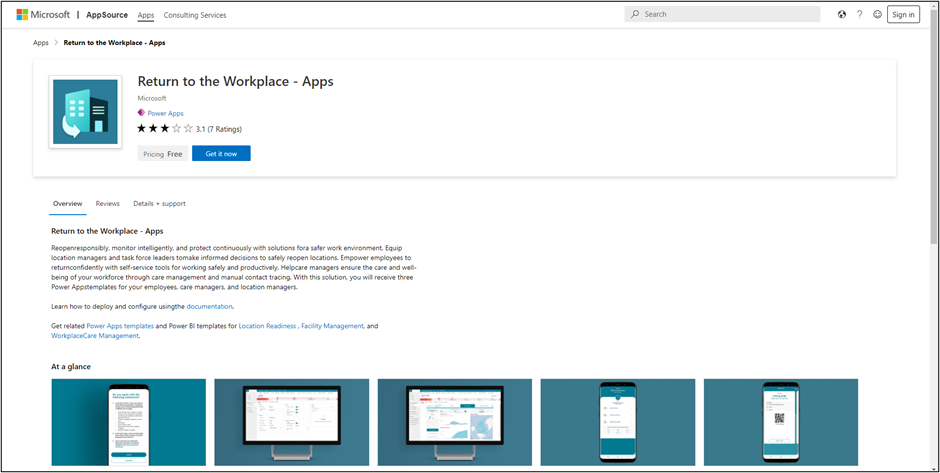 Microsoft | AppSource Apps Consulting Services Search ? Sign in
Apps > Return to the Workplace - Apps
Return to the Workplace - Apps
Microsoft
Power Apps
3.1 (7 Ratings)
Pricing Free Get it now
Overview Reviews Details + support
Return to the Workplace - Apps
Reopenresponsibly, monitor intelligently, and protect continuously with solutions fora safer work environment. Equip
location managers and task force leaders tomake informed decisions to safely reopen locations. Empower employees to
returnconfidently with self-service tools for working safely and productively. Helpcare managers ensure the care and well-
being of your workforce through care management and manual contact tracing. With this solution, you will receive three
Power Appstemplates for your employees, care managers, and location managers.
Learn how to deploy and configure usingthe documentation.
Get related Power Apps templates and Power BI templates for Location Readiness , Facility Management, and
WorkplaceCare Management.
At a glance
Do you agree with the
following statements?